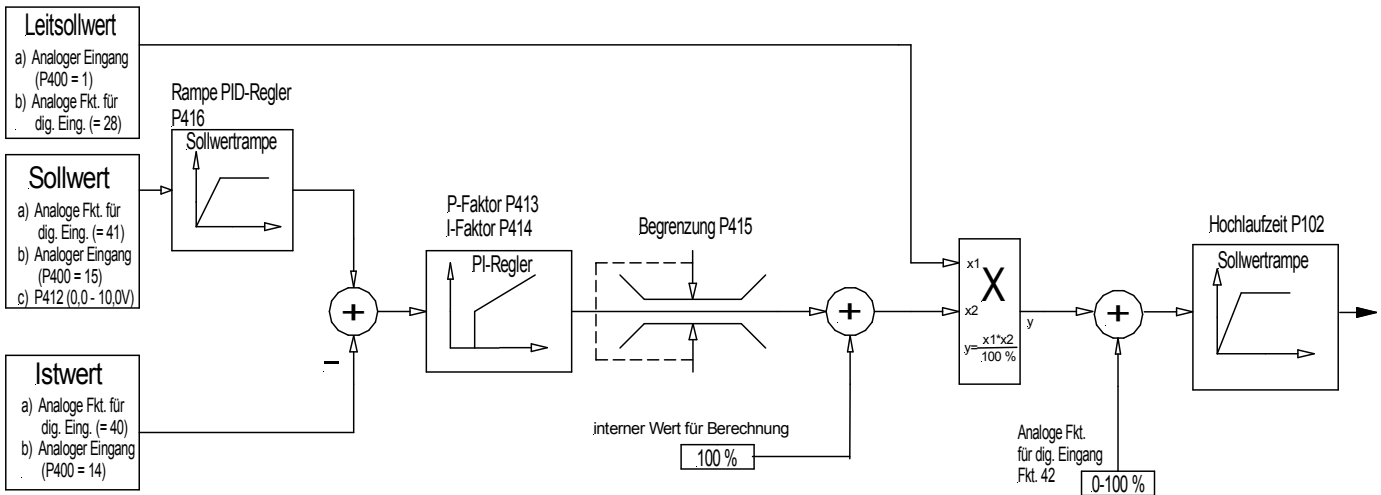 Leitsollwert
a) Analoger Eingang
(P400 = 1)
b) Analoge Fkt. für
dig. Eing. (= 28)
Rampe PID-Regler
P416
Sollwertrampe
Sollwert
a) Analoge Fkt. für
dig. Eing. (= 41)
b) Analoger Eingang
(P400 = 15)
c) P412 (0,0 - 10,0V)
Istwert
a) Analoge Fkt. für
dig. Eing. (= 40)
b) Analoger Eingang
(P400 = 14)
+
–
P-Faktor P413
I-Faktor P414
PI-Regler
Begrenzung P415
+
interner Wert für Berechnung
100 %
x1
X
x2
y
y= x1*x2
100 %
+
Analoge Fkt.
für dig. Eingang
Fkt. 42
0-100 %
Hochlaufzeit P102
Sollwertrampe